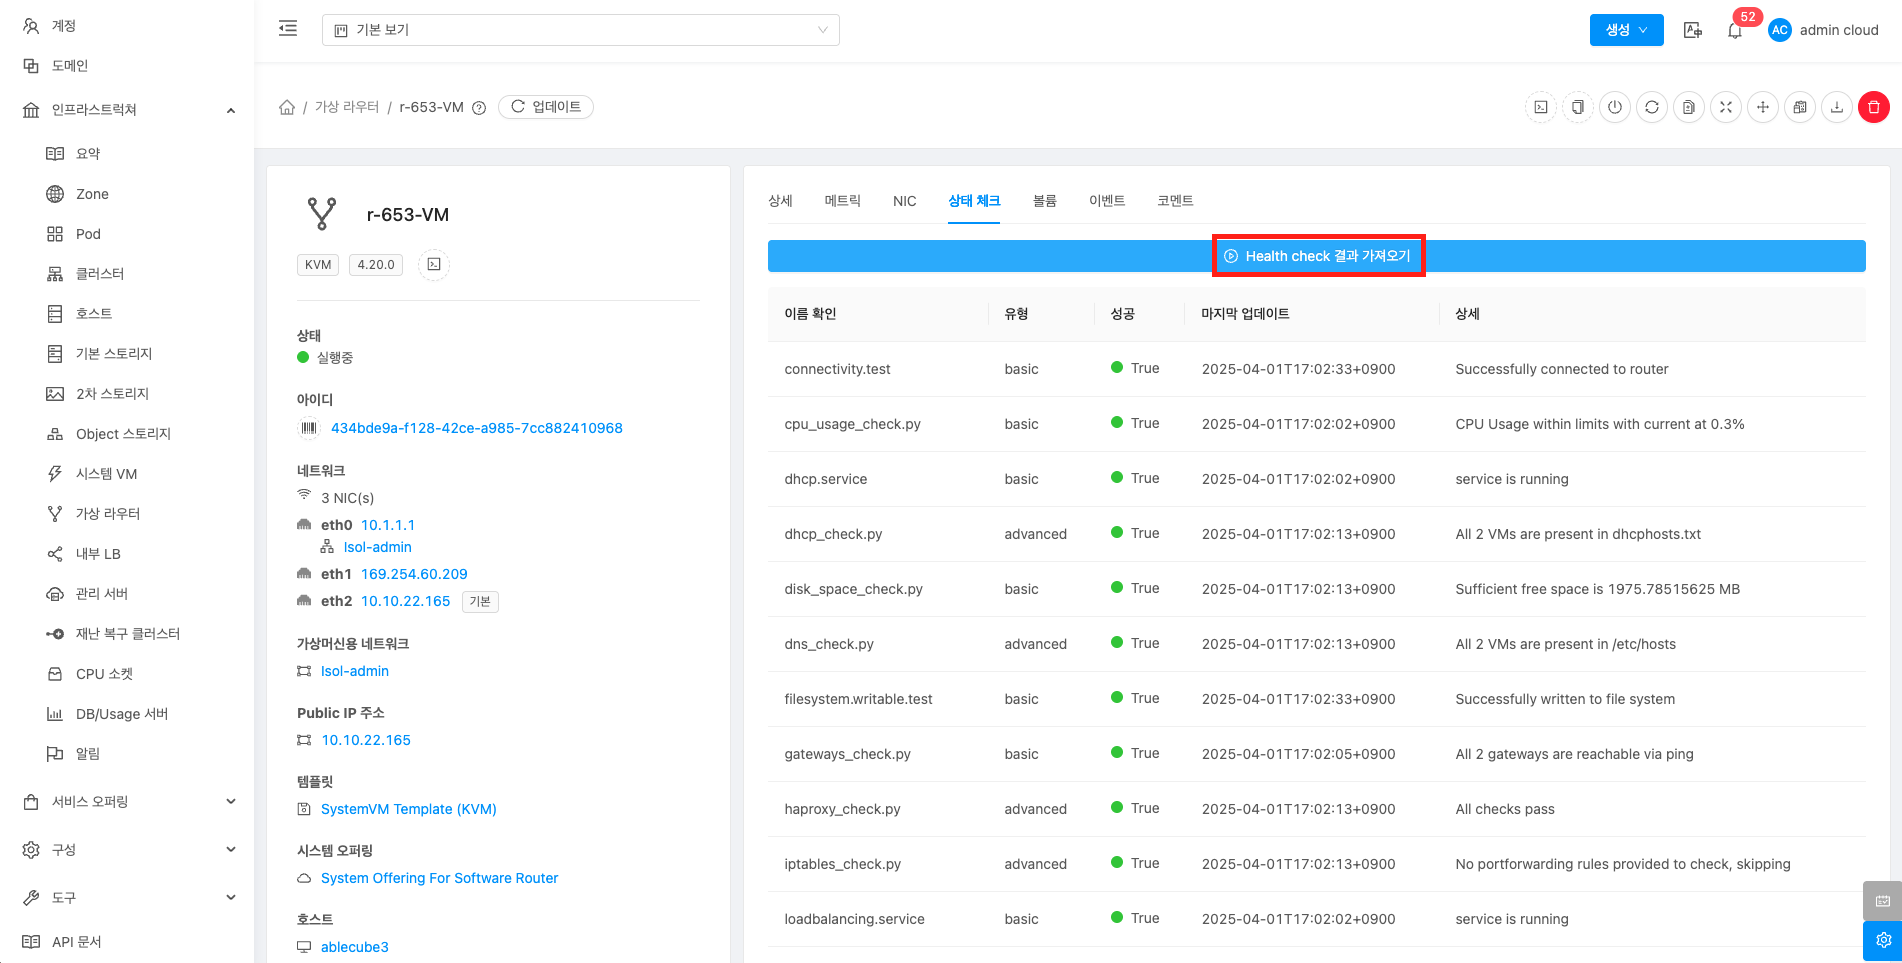 계정
도메인
인프라스트럭쳐
요약
Zone
Pod
클러스터
호스트
기본 스토리지
2차 스토리지
Object 스토리지
시스템 VM
가상 라우터
내부 LB
관리 서버
재난 복구 클러스터
CPU 소켓
DB/Usage 서버
알림
서비스 오퍼링
구성
도구
API 문서
기본 보기
생성
52
AC admin cloud
/ 가상 라우터 / r-653-VM 업데이트
r-653-VM
KVM 4.20.0
상태
실행중
아이디
434bde9a-f128-42ce-a985-7cc882410968
네트워크
3 NIC(s)
eth0 10.1.1.1
Isol-admin
eth1 169.254.60.209
eth2 10.10.22.165 기본
가상머신용 네트워크
Isol-admin
Public IP 주소
10.10.22.165
템플릿
SystemVM Template (KVM)
시스템 오퍼링
System Offering For Software Router
호스트
ablecube3
상세 메트릭 NIC 상태 체크 볼륨 이벤트 코멘트
Health check 결과 가져오기
이름 확인 유형 성공 마지막 업데이트 상세
connectivity.test basic True 2025-04-01T17:02:33+0900 Successfully connected to router
cpu_usage_check.py basic True 2025-04-01T17:02:02+0900 CPU Usage within limits with current at 0.3%
dhcp.service basic True 2025-04-01T17:02:02+0900 service is running
dhcp_check.py advanced True 2025-04-01T17:02:13+0900 All 2 VMs are present in dhcphosts.txt
disk_space_check.py basic True 2025-04-01T17:02:13+0900 Sufficient free space is 1975.78515625 MB
dns_check.py advanced True 2025-04-01T17:02:13+0900 All 2 VMs are present in /etc/hosts
filesystem.writable.test basic True 2025-04-01T17:02:33+0900 Successfully written to file system
gateways_check.py basic True 2025-04-01T17:02:05+0900 All 2 gateways are reachable via ping
haproxy_check.py advanced True 2025-04-01T17:02:13+0900 All checks pass
iptables_check.py advanced True 2025-04-01T17:02:13+0900 No portforwarding rules provided to check, skipping
loadbalancing.service basic True 2025-04-01T17:02:02+0900 service is running